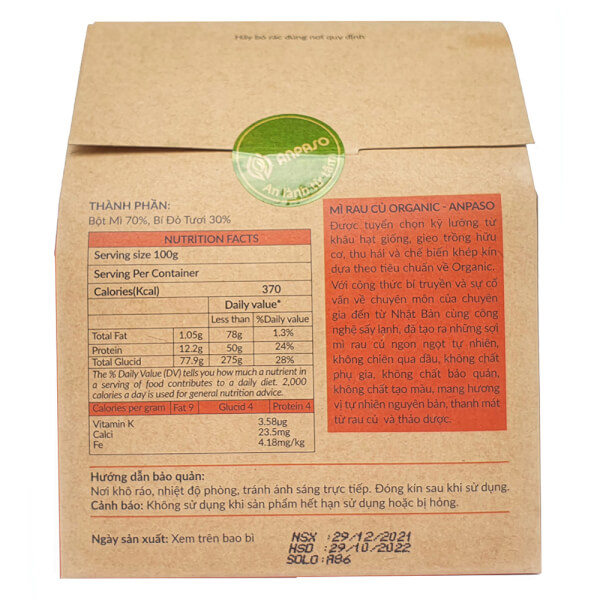 Hãy bỏ rác đúng nơi quy định
ANPASO
An lành từ tâm
THÀNH PHẦN:
Bột Mì 70%, Bí Đỏ Tươi 30%
NUTRITION FACTS
Serving size 100g
Serving Per Container
Calories(Kcal) 370
Daily value*
Less than %Daily value
Total Fat 1.05g 78g 1.3%
Protein 12.2g 50g 24%
Total Glucid 77.9g 275g 28%
The % Daily Value (DV) tells you how much a nutrient in
a serving of food contributes to a daily diet. 2,000
calories a day is used for general nutrition advice.
Calories per gram Fat 9 Glucid 4 Protein 4
Vitamin K 3.58µg
Calci 23.5mg
Fe 4.18mg/kg
MÌ RAU CỦ ORGANIC - ANPASO
Được tuyển chọn kỹ lưỡng từ
khâu hạt giống, gieo trồng hữu
cơ, thu hái và chế biến khép kín
dựa theo tiêu chuẩn về Organic.
Với công thức bí truyền và sự cố
vấn về chuyên môn của chuyên
gia đến từ Nhật Bản cùng công
nghệ sấy lạnh, đã tạo ra những sợi
mì rau củ ngon ngọt tự nhiên,
không chiên qua dầu, không chất
phụ gia, không chất bảo quản,
không chất tạo màu, mang hương
vị tự nhiên nguyên bản, thanh mát
từ rau củ và thảo dược.
Hướng dẫn bảo quản:
Nơi khô ráo, nhiệt độ phòng, tránh ánh sáng trực tiếp. Đóng kín sau khi sử dụng.
Cảnh báo: Không sử dụng khi sản phẩm hết hạn sử dụng hoặc bị hỏng.
Ngày sản xuất: Xem trên bao bì
NSX : 29/12/2021
HSD : 29/10/2022
SOLO: A86